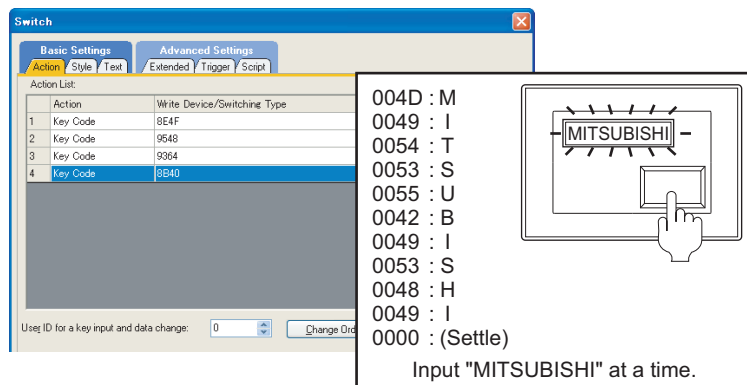 Switch
Basic Settings
Advanced Settings
Action
Style
Text
Extended
Trigger
Script
Action List:
Action
Write Device/Switching Type
1
Key Code
8E4F
2
Key Code
9548
3
Key Code
9364
4
Key Code
8B40
User ID for a key input and data change:
0
Change Ord
004D : M
0049 : I
0054 : T
0053 : S
0055 : U
0042 : B
0049 : I
0053 : S
0048 : H
0049 : I
0000 : (Settle)
MITSUBISHI
Input "MITSUBISHI" at a time.